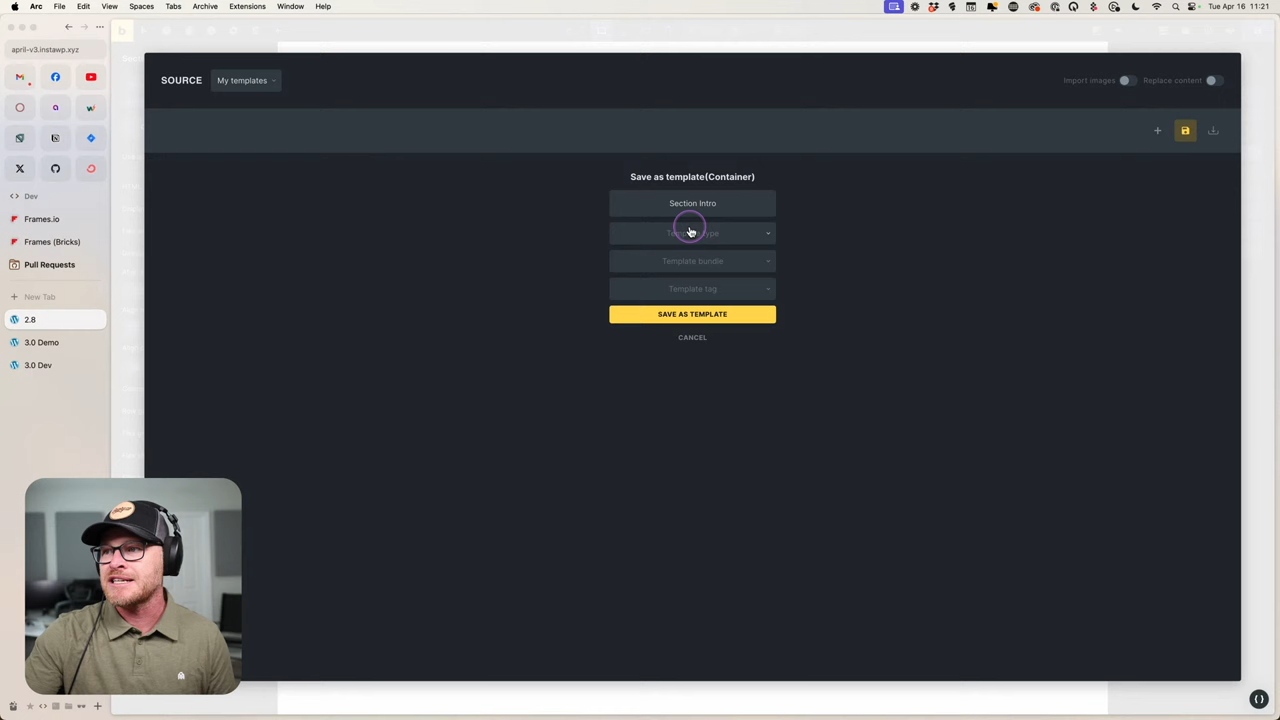 Arc File Edit View Spaces Tabs Archive Extensions Window Help
Tue Apr 16 11:21
april-v3.instawp.xyz
Dev
Frames.io
Frames (Bricks)
Pull Requests
New Tab
2.8
3.0 Demo
3.0 Dev
SOURCE
My templates
Import images
Replace content
Save as template(Container)
Section Intro
Template type
Template bundle
Template tag
SAVE AS TEMPLATE
CANCEL